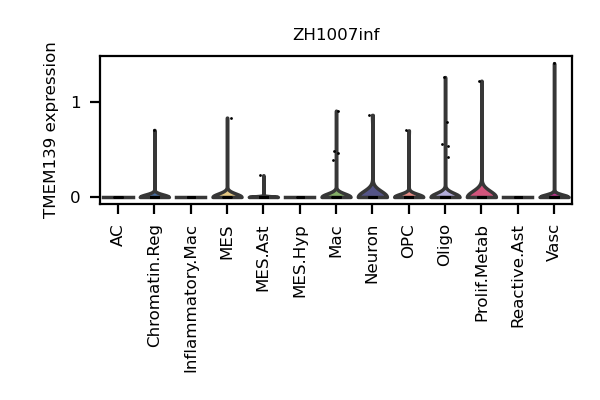 ZH1007inf
TMEM139 expression
1
0
AC
Chromatin.Reg
Inflammatory.Mac
MES
MES.Ast
MES.Hyp
Mac
Neuron
OPC
Oligo
Prolif.Metab
Reactive.Ast
Vasc